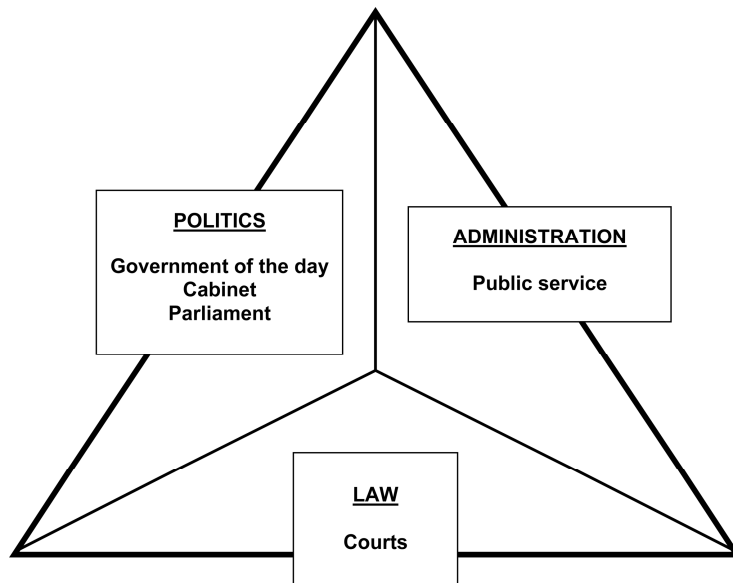 POLITICS
Government of the day
Cabinet
Parliament
ADMINISTRATION
Public service
LAW
Courts